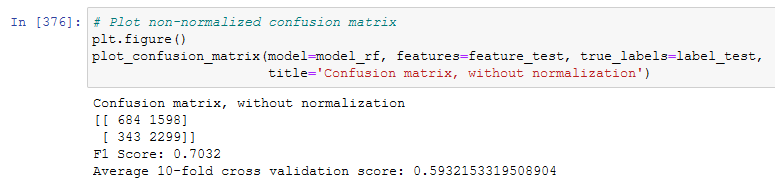 In [376]: # Plot non-normalized confusion matrix
plt.figure()
plot_confusion_matrix(model=model_rf, features=feature_test, true_labels=label_test,
title='Confusion matrix, without normalization')
Confusion matrix, without normalization
[[ 684 1598]
[ 343 2299]]
F1 Score: 0.7032
Average 10-fold cross validation score: 0.5932153319508904